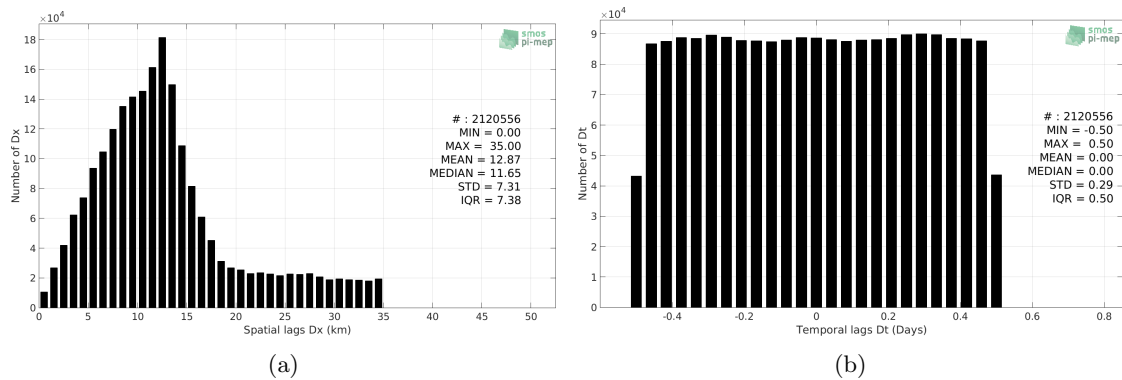 ×10⁴
18
16
14
12
10
8
6
4
2
0
Number of Dx
0 5 10 15 20 25 30 35 40 45 50
Spatial lags Dx (km)
smos
pi-mep
# : 2120556
MIN = 0.00
MAX = 35.00
MEAN = 12.87
MEDIAN = 11.65
STD = 7.31
IQR = 7.38
(a)
×10⁴
9
8
7
6
5
4
3
2
1
0
Number of Dt
-0.4 -0.2 0 0.2 0.4 0.6 0.8
Temporal lags Dt (Days)
smos
pi-mep
# : 2120556
MIN = -0.50
MAX = 0.50
MEAN = 0.00
MEDIAN = 0.00
STD = 0.29
IQR = 0.50
(b)